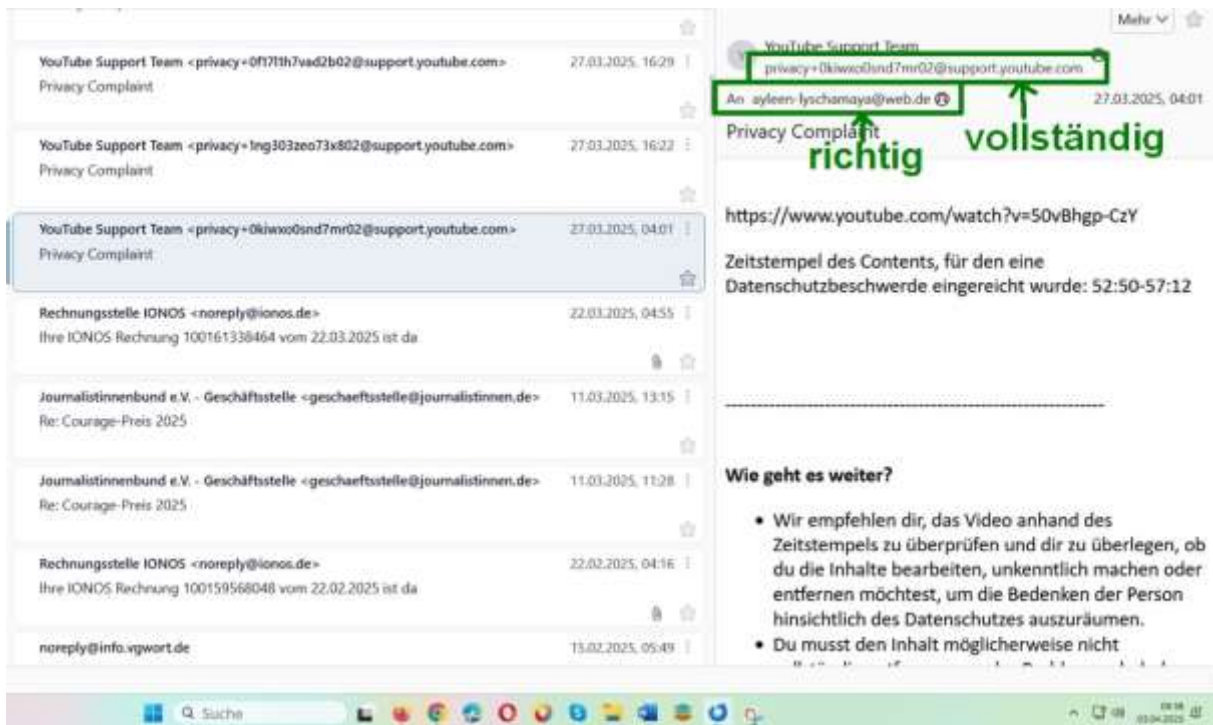 YouTube Support Team <privacy+0f17l1h7vad2b02@support.youtube.com> 27.03.2025, 16:29
Privacy Complaint
YouTube Support Team <privacy+1ng303zeo73x802@support.youtube.com> 27.03.2025, 16:22
Privacy Complaint
YouTube Support Team <privacy+0kiwxo0snd7mr02@support.youtube.com> 27.03.2025, 04:01
Privacy Complaint
Rechnungsstelle IONOS <noreply@ionos.de> 22.03.2025, 04:55
Ihre IONOS Rechnung 100161338464 vom 22.03.2025 ist da
Journalistinnenbund e.V. - Geschäftsstelle <geschaeftsstelle@journalistinnen.de> 11.03.2025, 13:15
Re: Courage-Preis 2025
Journalistinnenbund e.V. - Geschäftsstelle <geschaeftsstelle@journalistinnen.de> 11.03.2025, 11:28
Re: Courage-Preis 2025
Rechnungsstelle IONOS <noreply@ionos.de> 22.02.2025, 04:16
Ihre IONOS Rechnung 100159568048 vom 22.02.2025 ist da
noreply@info.vgwort.de 15.02.2025, 05:49
Mehr
YouTube Support Team
privacy+0kiwxo0snd7mr02@support.youtube.com
An ayleen-lyschamaya@web.de 27.03.2025, 04:01
Privacy Complaint
richtig
vollständig
https://www.youtube.com/watch?v=50vBhgp-CzY
Zeitstempel des Contents, für den eine
Datenschutzbeschwerde eingereicht wurde: 52:50-57:12
Wie geht es weiter?
• Wir empfehlen dir, das Video anhand des
Zeitstempels zu überprüfen und dir zu überlegen, ob
du die Inhalte bearbeiten, unkenntlich machen oder
entfernen möchtest, um die Bedenken der Person
hinsichtlich des Datenschutzes auszuräumen.
• Du musst den Inhalt möglicherweise nicht
Suche
03.04.2025